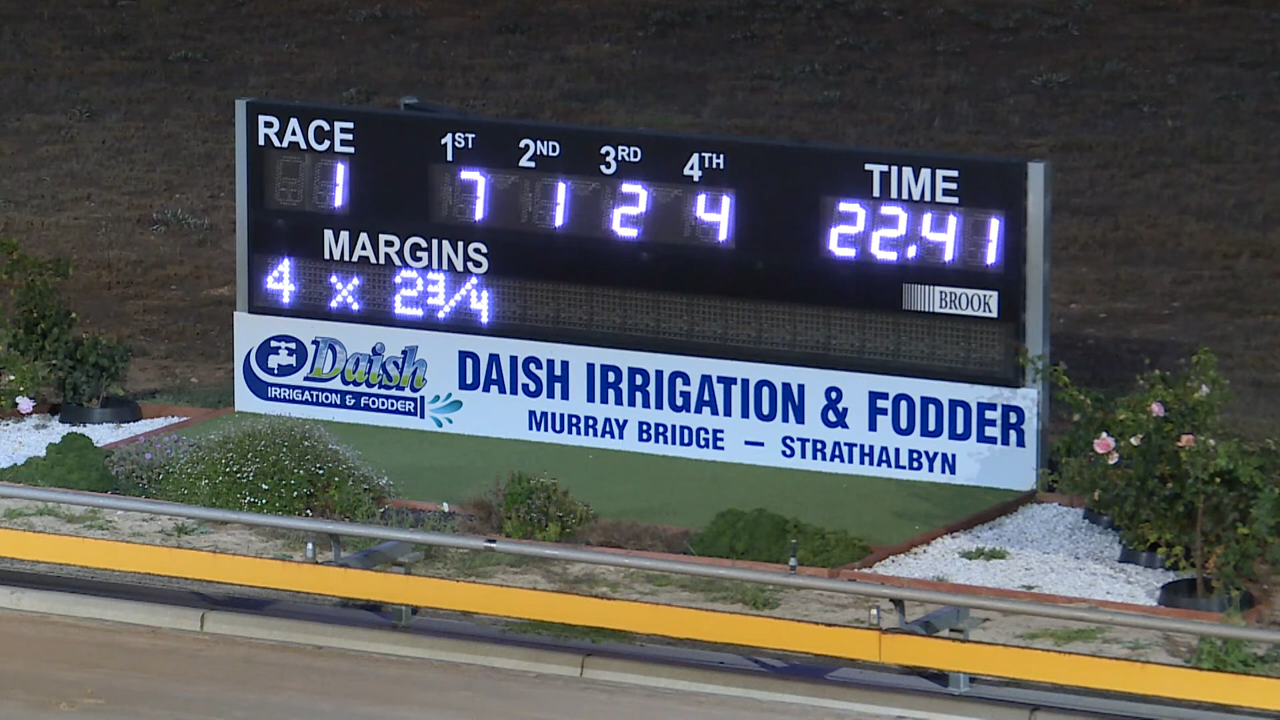 RACE 1ST 2ND 3RD 4TH TIME
1 7 1 2 4 22.41
MARGINS
4 x 2¾
BROOK
Daish
IRRIGATION & FODDER
DAISH IRRIGATION & FODDER
MURRAY BRIDGE — STRATHALBYN